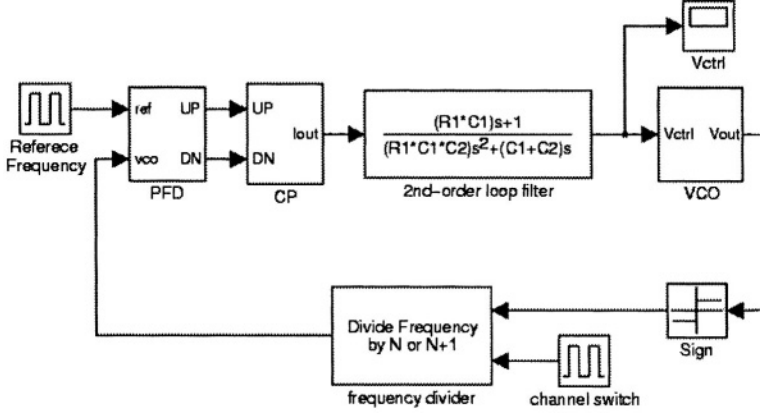 Vctrl
ref UP
vco DN
PFD
UP
Iout
DN
CP
(R1*C1)s+1
(R1*C1*C2)s²+(C1+C2)s
2nd-order loop filter
Vctrl Vout
VCO
Referece
Frequency
Divide Frequency
by N or N+1
frequency divider
channel switch
Sign